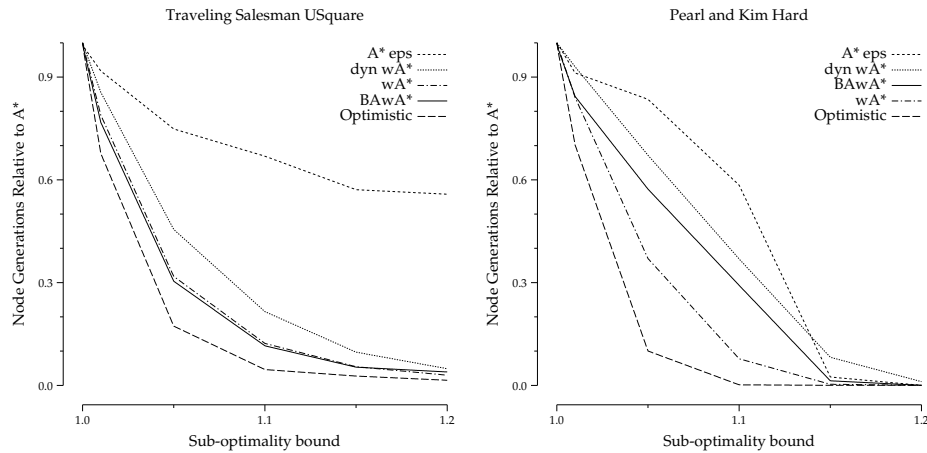 Traveling Salesman USquare
Node Generations Relative to A*
0.9
0.6
0.3
0.0
A* eps
dyn wA*
wA*
BAwA*
Optimistic
1.0
1.1
1.2
Sub-optimality bound
Pearl and Kim Hard
Node Generations Relative to A*
0.9
0.6
0.3
0.0
A* eps
dyn wA*
BAwA*
wA*
Optimistic
1.0
1.1
1.2
Sub-optimality bound